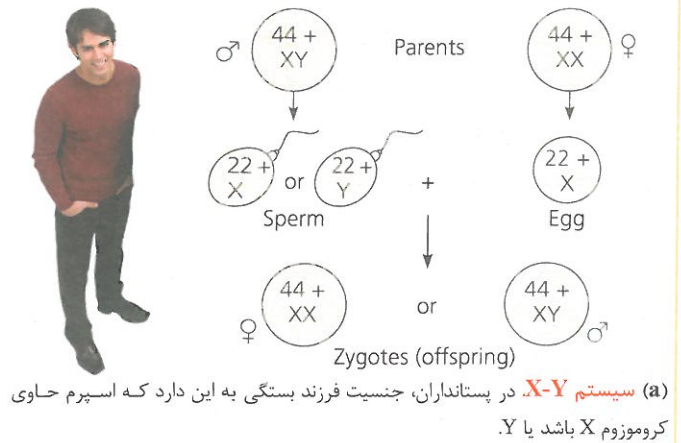 44 +
XY
Parents
44 +
XX
♂
♀
22 +
X
or
22 +
Y
+
22 +
X
Sperm
Egg
44 +
XX
or
44 +
XY
♀
♂
Zygotes (offspring)
(a) سیستم X-Y. در پستانداران، جنسیت فرزند بستگی به این دارد که اسپرم حاوی
کروموزوم X باشد یا Y.